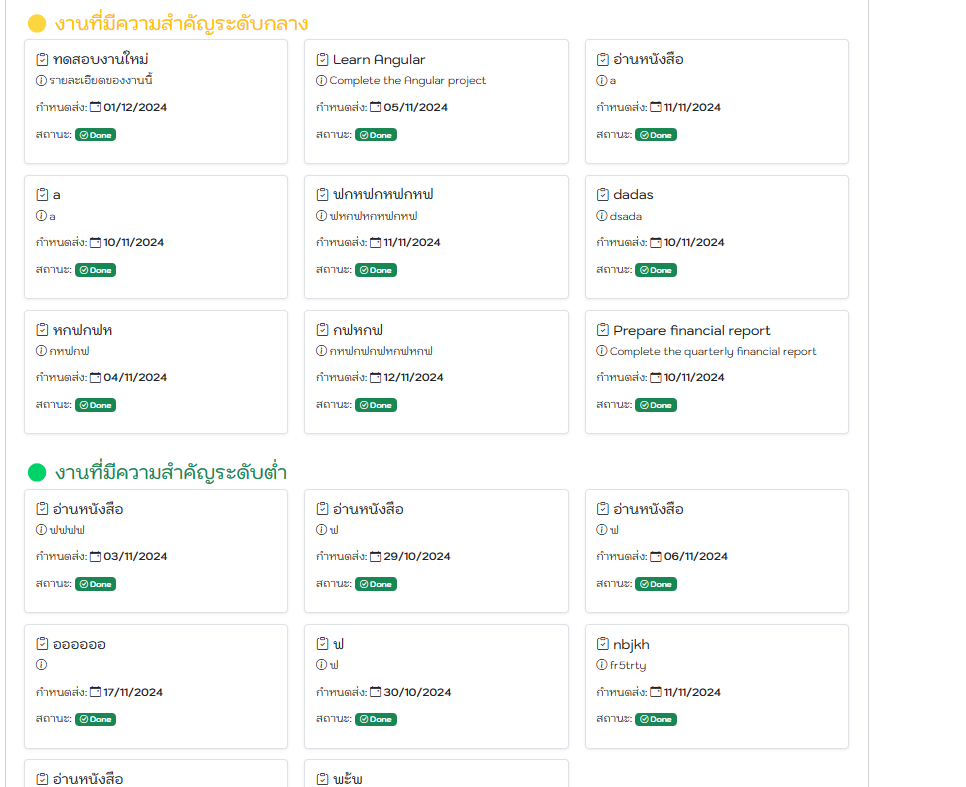 งานที่มีความสำคัญระดับกลาง
ทดสอบงานใหม่
รายละเอียดของงานนี้
กำหนดส่ง: 01/12/2024
สถานะ: Done
Learn Angular
Complete the Angular project
กำหนดส่ง: 05/11/2024
สถานะ: Done
อ่านหนังสือ
a
กำหนดส่ง: 11/11/2024
สถานะ: Done
a
a
กำหนดส่ง: 10/11/2024
สถานะ: Done
ฟกหฟกหฟกหฟ
ฟหกฟหกหฟกหฟ
กำหนดส่ง: 11/11/2024
สถานะ: Done
dadas
dsada
กำหนดส่ง: 10/11/2024
สถานะ: Done
หกฟกฟห
กหฟกฟ
กำหนดส่ง: 04/11/2024
สถานะ: Done
กฟหกฟ
กหฟกฟกฟหกฟหกฟ
กำหนดส่ง: 12/11/2024
สถานะ: Done
Prepare financial report
Complete the quarterly financial report
กำหนดส่ง: 10/11/2024
สถานะ: Done
งานที่มีความสำคัญระดับต่ำ
อ่านหนังสือ
ฟฟฟฟ
กำหนดส่ง: 03/11/2024
สถานะ: Done
อ่านหนังสือ
ฟ
กำหนดส่ง: 29/10/2024
สถานะ: Done
อ่านหนังสือ
ฟ
กำหนดส่ง: 06/11/2024
สถานะ: Done
ออออออ
กำหนดส่ง: 17/11/2024
สถานะ: Done
ฟ
ฟ
กำหนดส่ง: 30/10/2024
สถานะ: Done
nbjkh
fr5trty
กำหนดส่ง: 11/11/2024
สถานะ: Done
อ่านหนังสือ